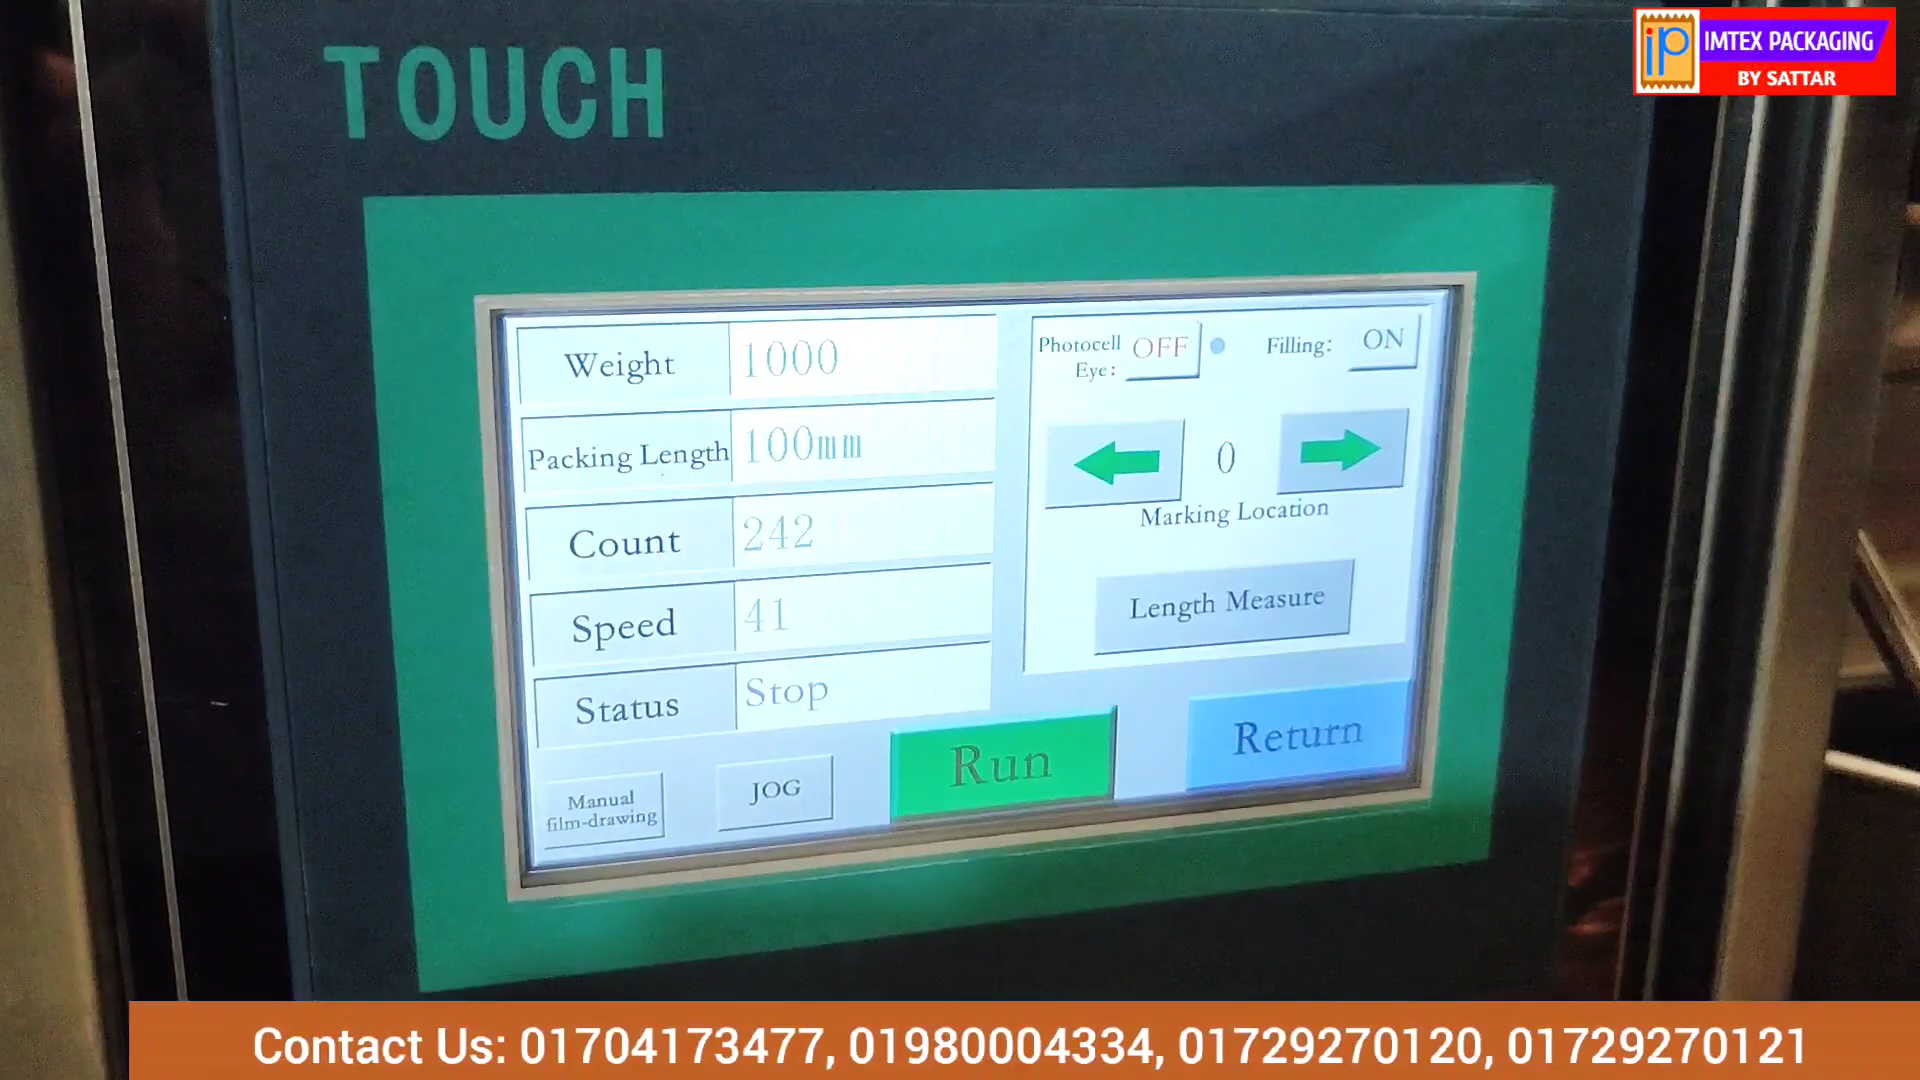 TOUCH
IMTEX PACKAGING
BY SATTAR
Weight 1000
Packing Length 100mm
Count 242
Speed 41
Status Stop
Manual
film-drawing
JOG
Run
Return
Photocell
Eye: OFF
Filling: ON
0
Marking Location
Length Measure
Contact Us: 01704173477, 01980004334, 01729270120, 01729270121